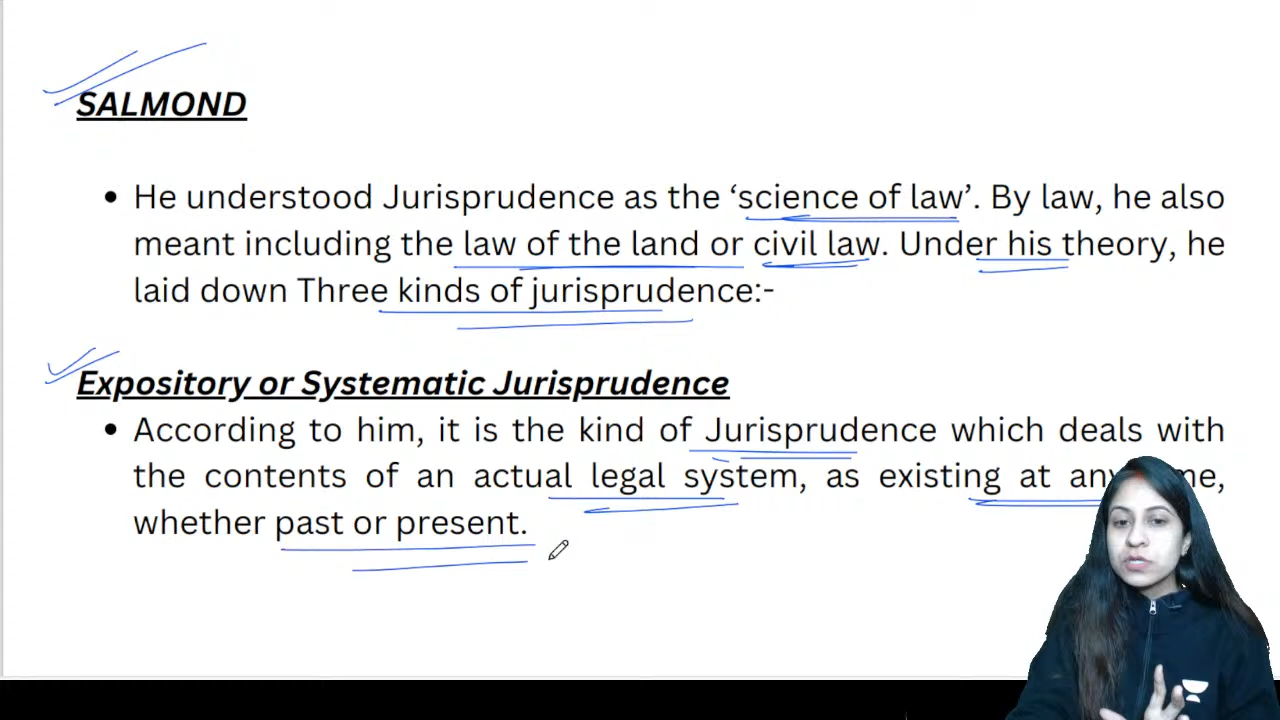 SALMOND
• He understood Jurisprudence as the ‘science of law’. By law, he also
meant including the law of the land or civil law. Under his theory, he
laid down Three kinds of jurisprudence:-
Expository or Systematic Jurisprudence
• According to him, it is the kind of Jurisprudence which deals with
the contents of an actual legal system, as existing at any
whether past or present.